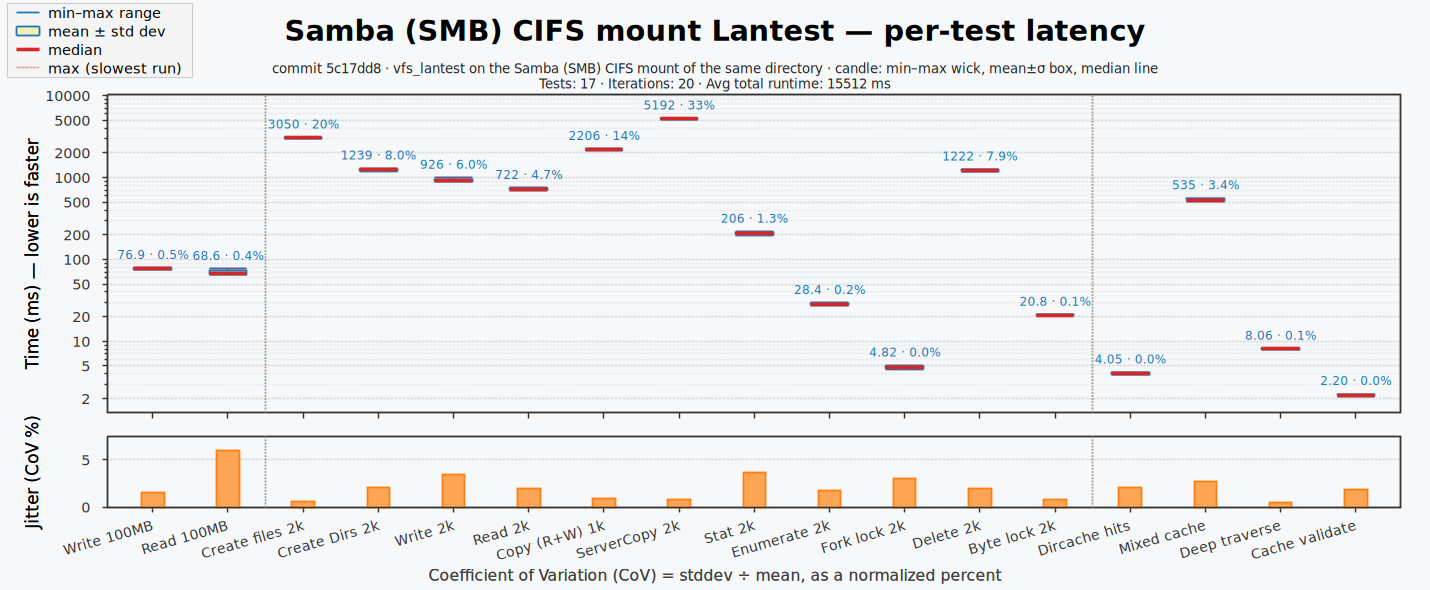 min–max range
mean ± std dev
median
max (slowest run)
Samba (SMB) CIFS mount Lantest — per-test latency
commit 5c17dd8 · vfs_lantest on the Samba (SMB) CIFS mount of the same directory · candle: min–max wick, mean±σ box, median line
Tests: 17 · Iterations: 20 · Avg total runtime: 15512 ms
Time (ms) — lower is faster
10000
5000
2000
1000
500
200
100
50
20
10
5
2
76.9 · 0.5%
68.6 · 0.4%
3050 · 20%
1239 · 8.0%
926 · 6.0%
722 · 4.7%
2206 · 14%
5192 · 33%
206 · 1.3%
28.4 · 0.2%
4.82 · 0.0%
1222 · 7.9%
20.8 · 0.1%
4.05 · 0.0%
535 · 3.4%
8.06 · 0.1%
2.20 · 0.0%
Jitter (CoV %)
5
0
Write 100MB
Read 100MB
Create files 2k
Create Dirs 2k
Write 2k
Read 2k
Copy (R+W) 1k
ServerCopy 2k
Stat 2k
Enumerate 2k
Fork lock 2k
Delete 2k
Byte lock 2k
Dircache hits
Mixed cache
Deep traverse
Cache validate
Coefficient of Variation (CoV) = stddev ÷ mean, as a normalized percent